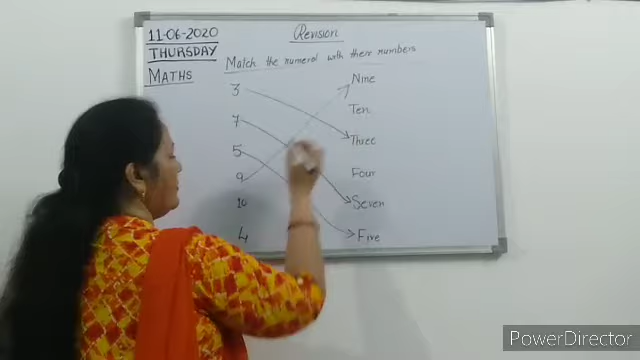 11-06-2020
THURSDAY
MATHS
Revision
Match the numeral with there numbers
3 Nine
7 Ten
5 Three
9 Four
10 Seven
4 Five
PowerDirector